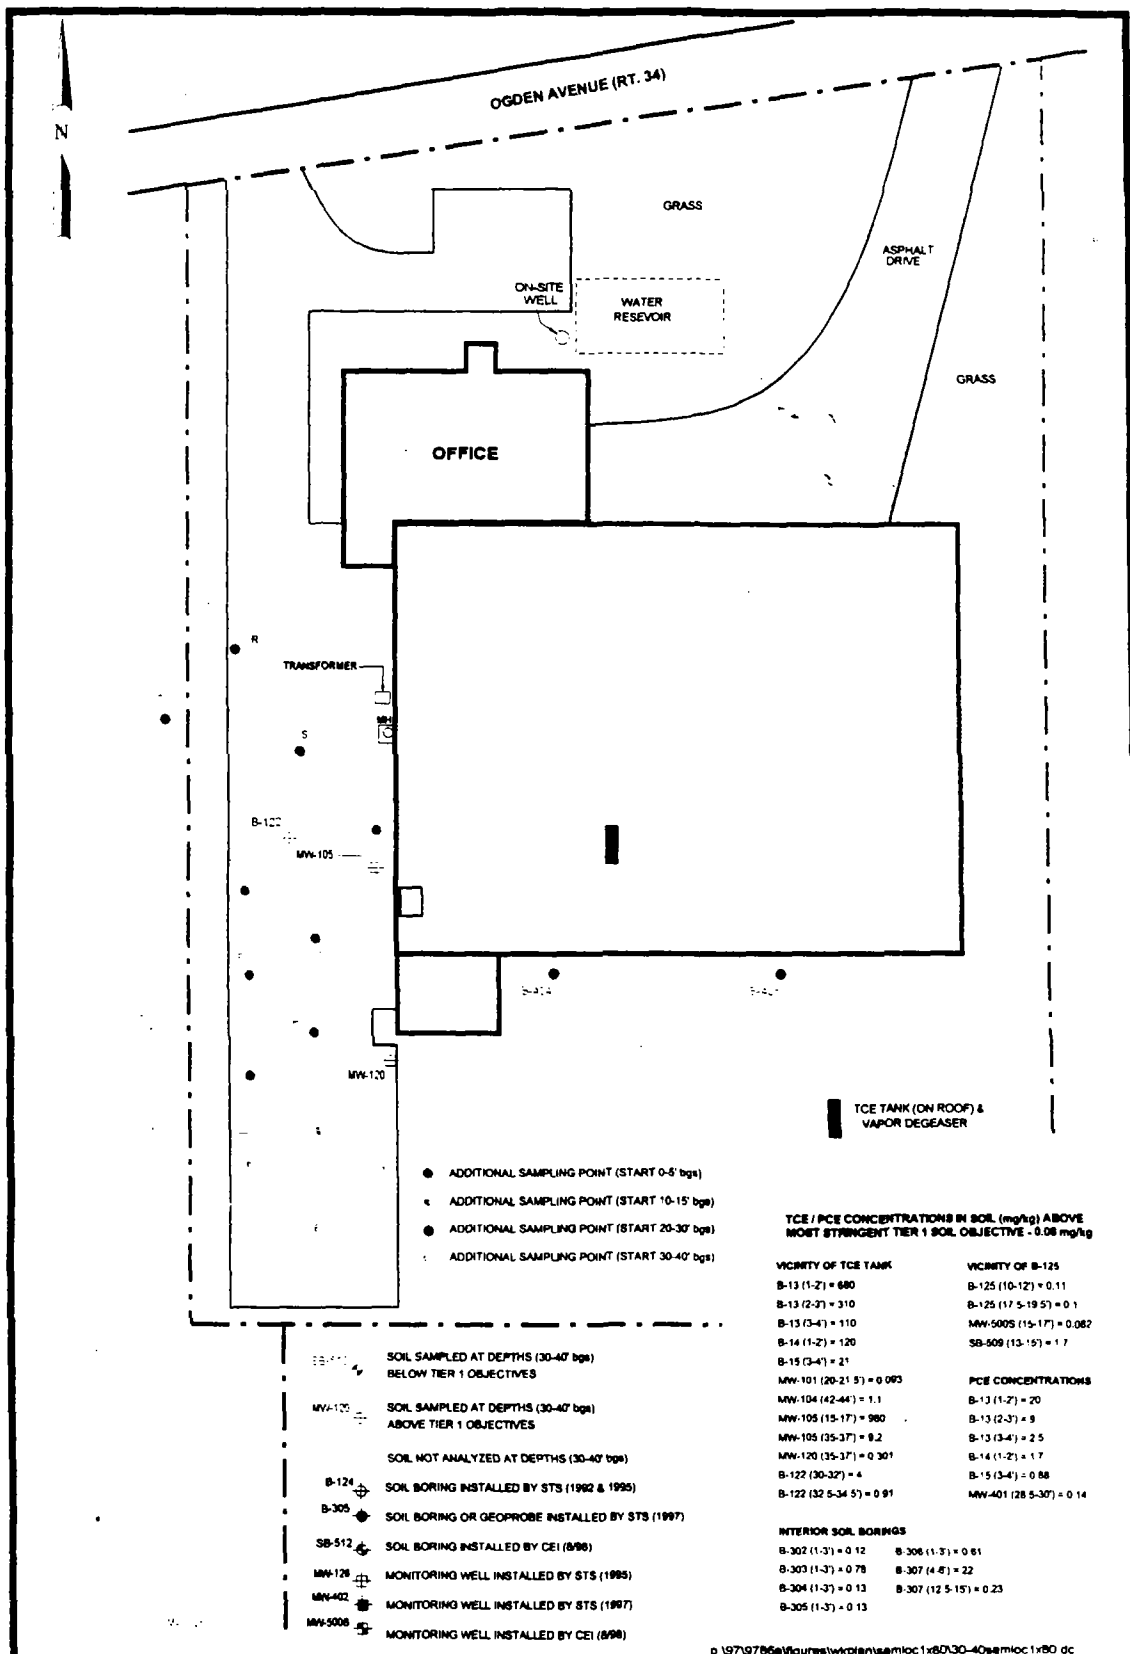 N
OGDEN AVENUE (RT. 34)
GRASS
ASPHALT
DRIVE
ON-SITE
WELL
WATER
RESEVOIR
GRASS
OFFICE
R
TRANSFORMER
MH
S
B-122
MW-105
B-404
MW-120
TCE TANK (ON ROOF) &
VAPOR DEGEASER
ADDITIONAL SAMPLING POINT (START 0-5' bgs)
ADDITIONAL SAMPLING POINT (START 10-15' bgs)
ADDITIONAL SAMPLING POINT (START 20-30' bgs)
ADDITIONAL SAMPLING POINT (START 30-40' bgs)
SOIL SAMPLED AT DEPTHS (30-40' bgs)
BELOW TIER 1 OBJECTIVES
MW-120
SOIL SAMPLED AT DEPTHS (30-40' bgs)
ABOVE TIER 1 OBJECTIVES
SOIL NOT ANALYZED AT DEPTHS (30-40' bgs)
B-124 SOIL BORING INSTALLED BY STS (1992 & 1995)
B-305 SOIL BORING OR GEOPROBE INSTALLED BY STS (1997)
SB-512 SOIL BORING INSTALLED BY CEI (8/98)
MW-126 MONITORING WELL INSTALLED BY STS (1995)
MW-402 MONITORING WELL INSTALLED BY STS (1997)
MW-500B MONITORING WELL INSTALLED BY CEI (8/98)
TCE / PCE CONCENTRATIONS IN SOIL (mg/kg) ABOVE
MOST STRINGENT TIER 1 SOIL OBJECTIVE - 0.06 mg/kg
VICINITY OF TCE TANK
B-13 (1-2') = 680
B-13 (2-3') = 310
B-13 (3-4') = 110
B-14 (1-2') = 120
B-15 (3-4') = 21
MW-101 (20-21 5') = 0.093
MW-104 (42-44') = 1.1
MW-105 (15-17') = 980
MW-105 (35-37') = 9.2
MW-120 (35-37') = 0 301
B-122 (30-32') = 4
B-122 (32 5-34 5') = 0 91
VICINITY OF B-125
B-125 (10-12') = 0.11
B-125 (17 5-19 5') = 0 1
MW-500S (15-17') = 0.082
SB-509 (13-15') = 1 7
PCE CONCENTRATIONS
B-13 (1-2') = 20
B-13 (2-3') = 9
B-13 (3-4') = 2 5
B-14 (1-2') = 1 7
B-15 (3-4') = 0 88
MW-401 (28 5-30') = 0 14
INTERIOR SOIL BORINGS
B-302 (1-3') = 0 12 B-306 (1-3') = 0 61
B-303 (1-3') = 0 78 B-307 (4-6') = 22
B-304 (1-3') = 0 13 B-307 (12 5-15') = 0.23
B-305 (1-3') = 0 13